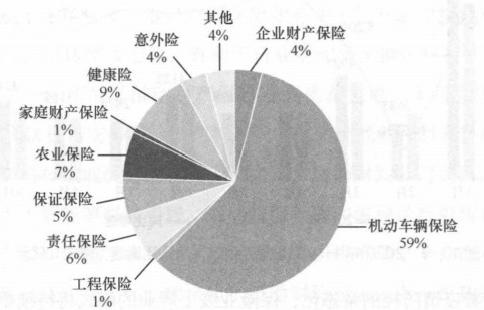 其他
4%
企业财产保险
4%
意外险
4%
健康险
9%
家庭财产保险
1%
农业保险
7%
保证保险
5%
责任保险
6%
工程保险
1%
机动车辆保险
59%